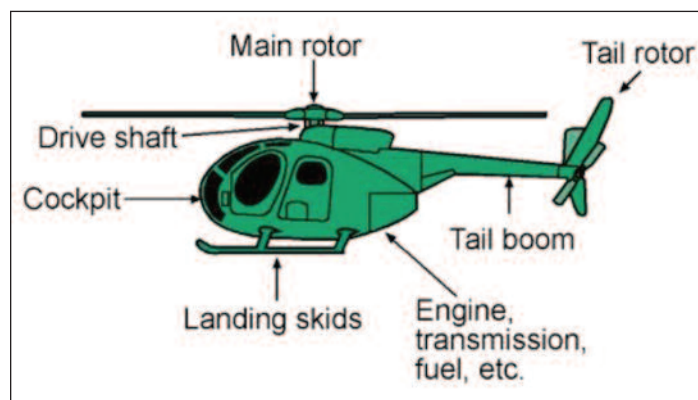 Main rotor
Tail rotor
Drive shaft
Cockpit
Tail boom
Landing skids
Engine,
transmission,
fuel, etc.